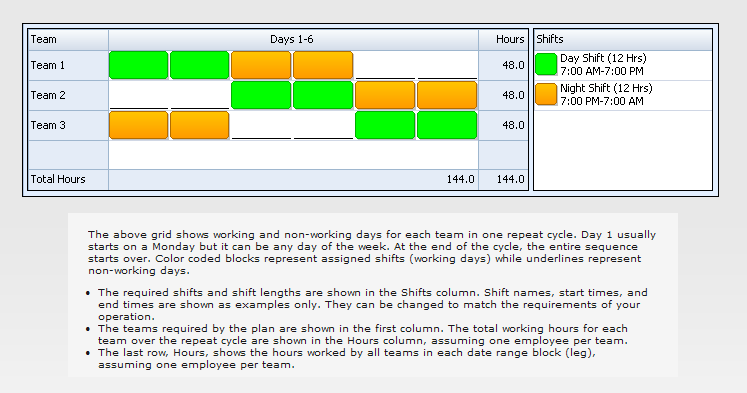 Team Days 1-6 Hours Shifts
Team 1 48.0
Day Shift (12 Hrs)
7:00 AM-7:00 PM
Team 2 48.0
Night Shift (12 Hrs)
7:00 PM-7:00 AM
Team 3 48.0
Total Hours 144.0 144.0
The above grid shows working and non-working days for each team in one repeat cycle. Day 1 usually
starts on a Monday but it can be any day of the week. At the end of the cycle, the entire sequence
starts over. Color coded blocks represent assigned shifts (working days) while underlines represent
non-working days.
• The required shifts and shift lengths are shown in the Shifts column. Shift names, start times, and
end times are shown as examples only. They can be changed to match the requirements of your
operation.
• The teams required by the plan are shown in the first column. The total working hours for each
team over the repeat cycle are shown in the Hours column, assuming one employee per team.
• The last row, Hours, shows the hours worked by all teams in each date range block (leg),
assuming one employee per team.